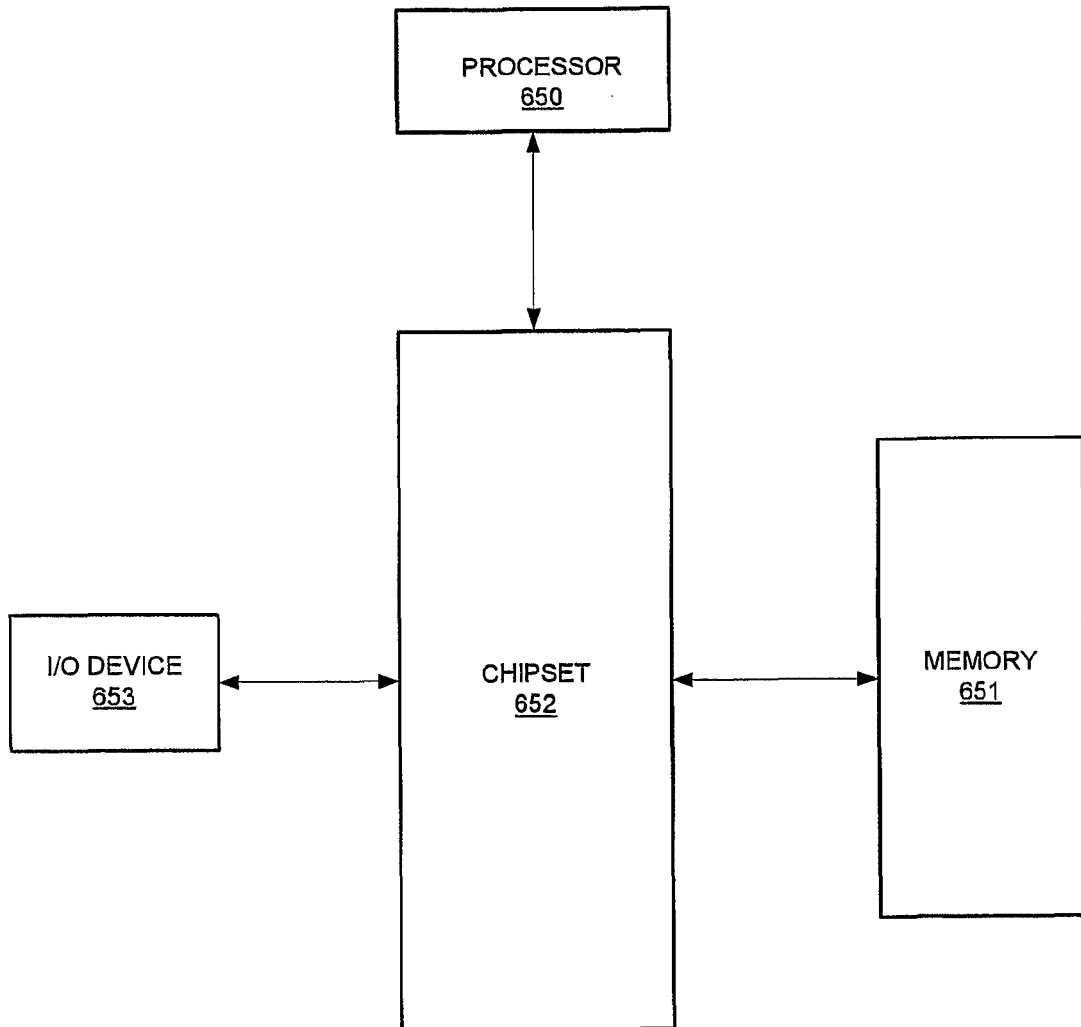 PROCESSOR
650
I/O DEVICE
653
CHIPSET
652
MEMORY
651